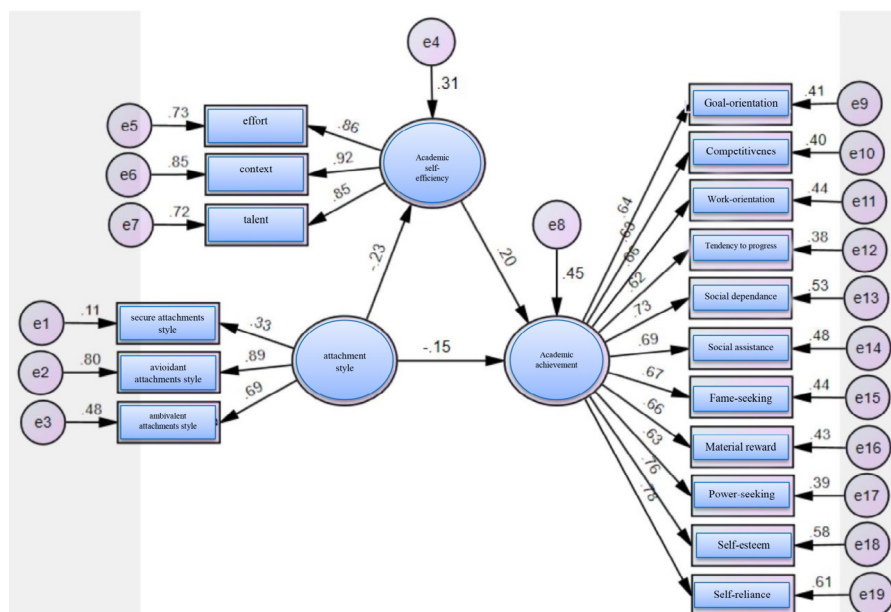 e4
.31
e5
.73
effort
.86
e6
.85
context
.92
e7
.72
talent
.85
Academic
self-
efficiency
-.23
.20
e8
.45
e1
.11
secure attachments
style
.33
e2
.80
avioidant
attachments style
.89
e3
.48
ambivalent
attachments style
.69
attachment
style
-.15
Academic
achievement
.64
Goal-orientation
.41
e9
.63
Competitivenes
.40
e10
.66
Work-orientation
.44
e11
.62
Tendency to progress
.38
e12
.73
Social dependance
.53
e13
.69
Social assistance
.48
e14
.67
Fame-seeking
.44
e15
.66
Material reward
.43
e16
.63
Power-seeking
.39
e17
.76
Self-esteem
.58
e18
.78
Self-reliance
.61
e19